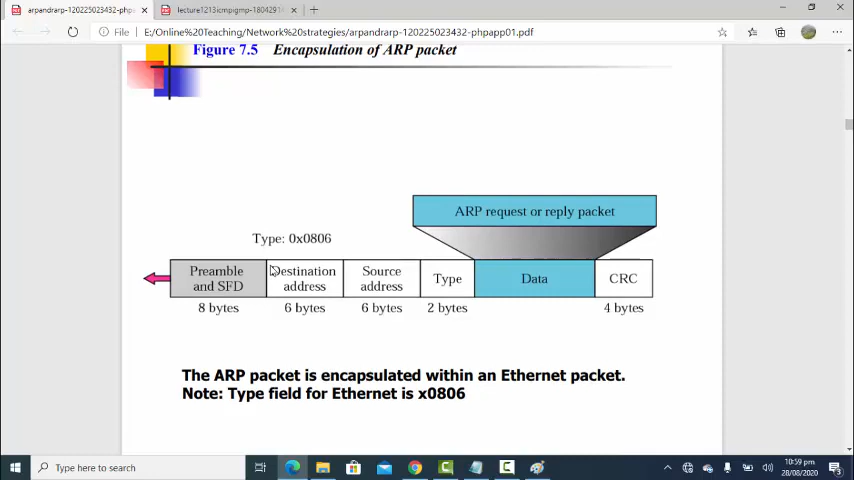 arpandrarp-120225023432-phpa
lecture1213icmpigmp-1804291
File
E:/Online%20Teaching/Network%20strategies/arpandrarp-120225023432-phpapp01.pdf
Figure 7.5 Encapsulation of ARP packet
ARP request or reply packet
Type: 0x0806
Preamble and SFD
Destination address
Source address
Type
Data
CRC
8 bytes
6 bytes
6 bytes
2 bytes
4 bytes
The ARP packet is encapsulated within an Ethernet packet.
Note: Type field for Ethernet is x0806
Type here to search
10:59 pm
28/08/2020
3